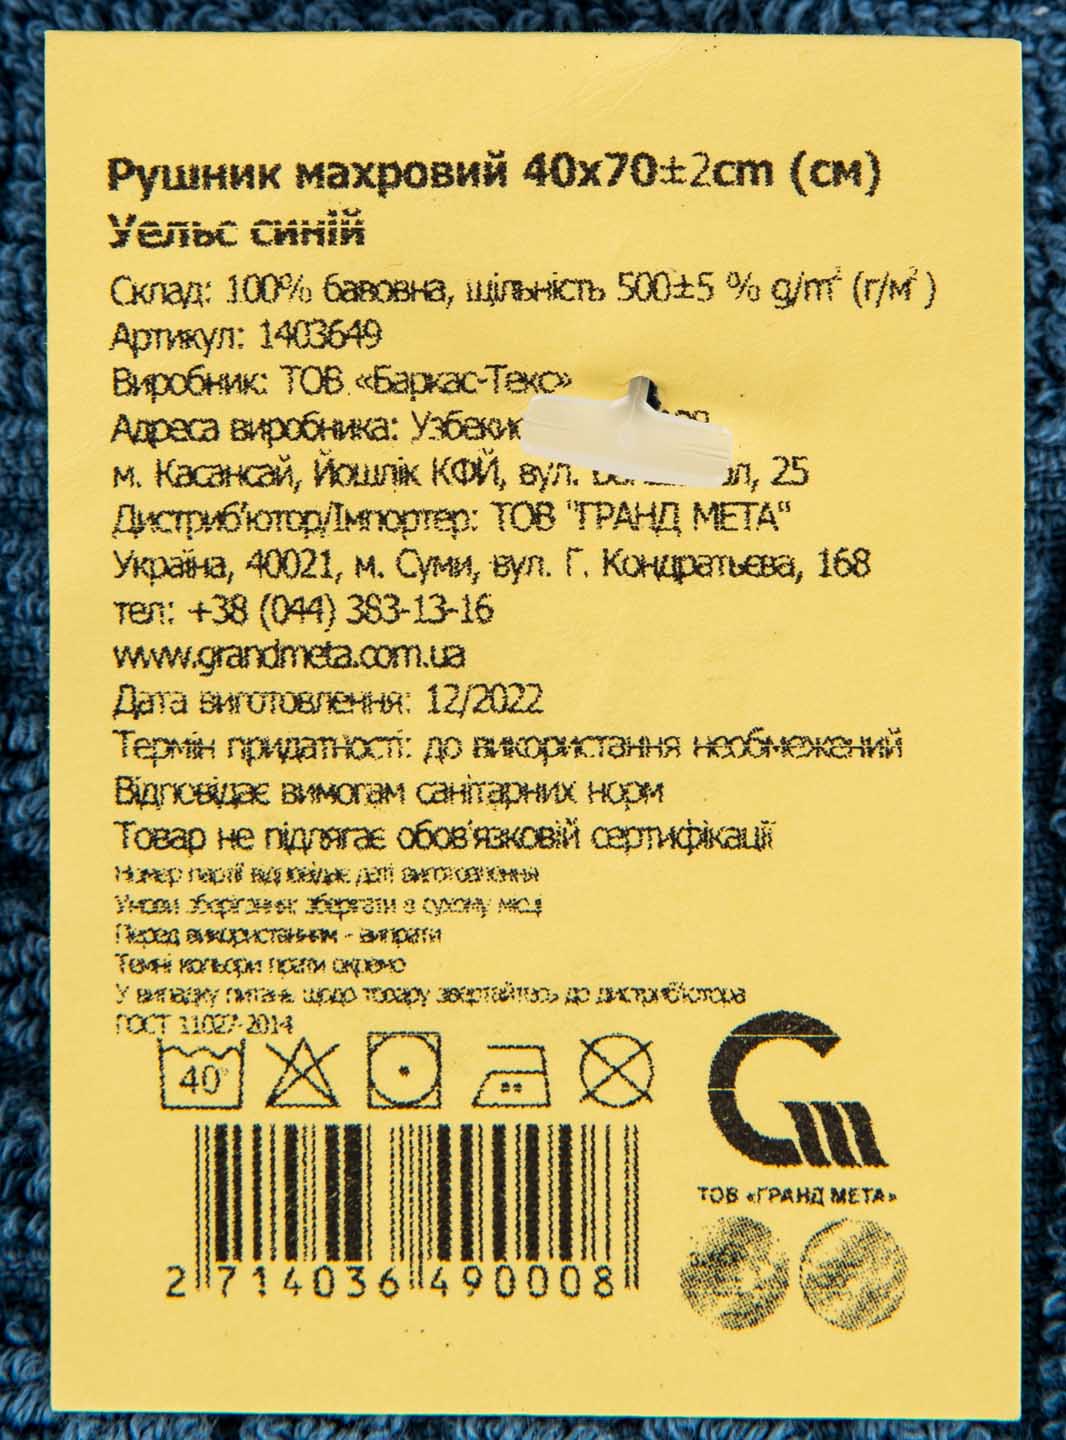 Рушник махровий 40x70±2cm (см)
Уельс синій
Склад: 100% бавовна, щільність 500±5 % g/m² (г/м²)
Артикул: 1403649
Виробник: ТОВ «Баркас-Текс»
Адреса виробника:
м. Касансай, Йошлік КФЙ, вул. 25
Дистриб'ютор/Імпортер: ТОВ "ГРАНД МЕТА"
Україна, 40021, м. Суми, вул. Г. Кондратьєва, 168
тел: +38 (044) 383-13-16
www.grandmeta.com.ua
Дата виготовлення: 12/2022
Термін придатності: до використання необмежений
Відповідає вимогам санітарних норм
Товар не підлягає обов'язковій сертифікації
Номер партії відповідає даті виготовлення
Умови зберігання: зберігати в сухому місці
Перед використанням - випрати
Темні кольори прати окремо
У випадку питань щодо товару звертайтесь до дистриб'ютора
ГОСТ 11027-2014
40°
Gm
ТОВ «ГРАНД МЕТА»
2 714036 490008